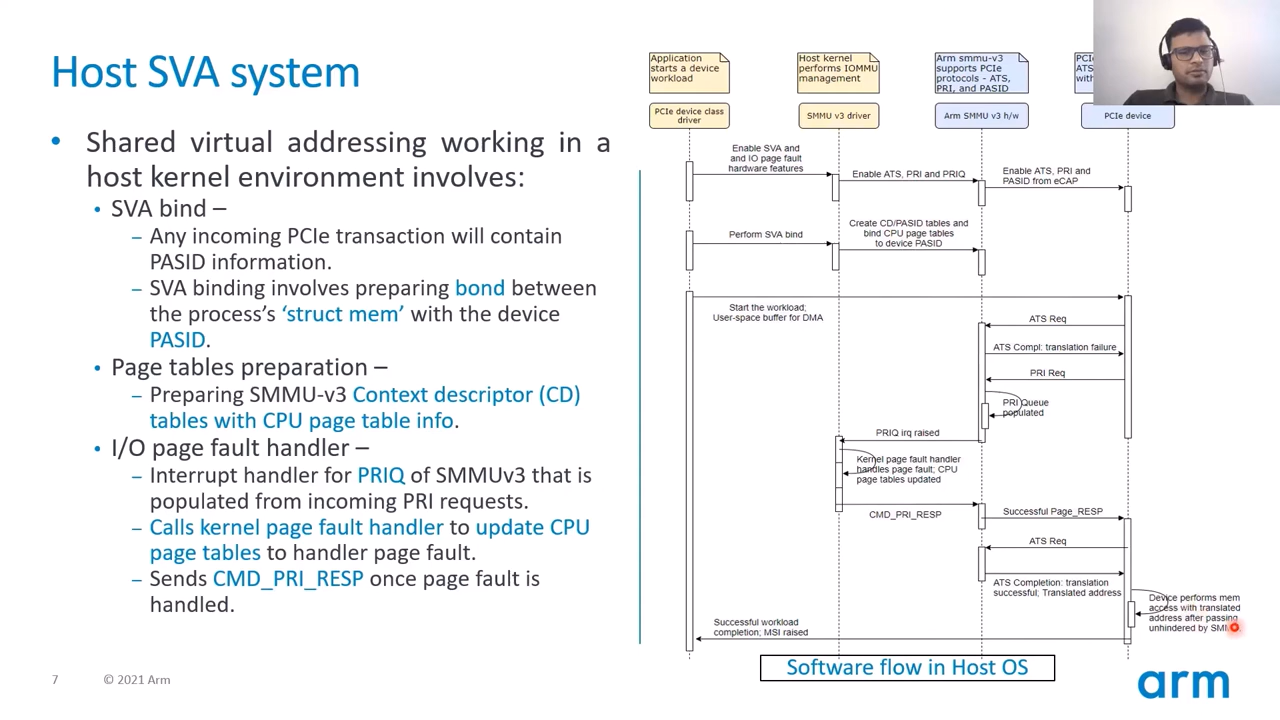 Host SVA system
• Shared virtual addressing working in a
host kernel environment involves:
• SVA bind –
– Any incoming PCIe transaction will contain
PASID information.
– SVA binding involves preparing bond between
the process's ‘struct mem’ with the device
PASID.
• Page tables preparation –
– Preparing SMMU-v3 Context descriptor (CD)
tables with CPU page table info.
• I/O page fault handler –
– Interrupt handler for PRIQ of SMMUv3 that is
populated from incoming PRI requests.
– Calls kernel page fault handler to update CPU
page tables to handler page fault.
– Sends CMD_PRI_RESP once page fault is
handled.
7
© 2021 Arm
Application
starts a device
workload
Host kernel
performs IOMMU
management
Arm smmu-v3
supports PCIe
protocols - ATS,
PRI, and PASID
PCIe device class
driver
SMMU v3 driver
Arm SMMU v3 h/w
PCIe device
Enable SVA and
and IO page fault
hardware features
Enable ATS, PRI and PRIQ
Enable ATS, PRI and
PASID from eCAP
Perform SVA bind
Create CD/PASID tables and
bind CPU page tables
to device PASID
Start the workload;
User-space buffer for DMA
ATS Req
ATS Compl: translation failure
PRI Req
PRI Queue
populated
PRIQ irq raised
Kernel page fault handler
handles page fault; CPU
page tables updated
CMD_PRI_RESP
Successful Page_RESP
ATS Req
ATS Completion: translation
successful; Translated address
Device performs mem
access with translated
address after passing
unhindered by
Successful workload
completion; MSI raised
Software flow in Host OS
arm